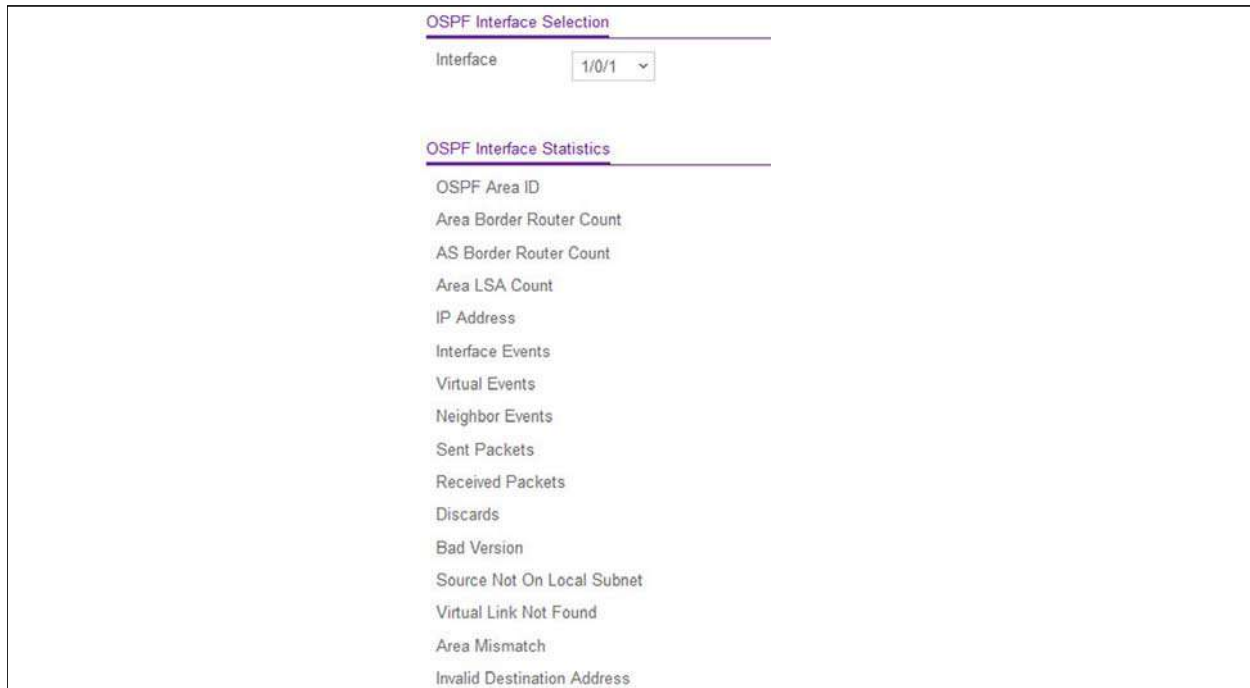 OSPF Interface Selection
Interface 1/0/1
OSPF Interface Statistics
OSPF Area ID
Area Border Router Count
AS Border Router Count
Area LSA Count
IP Address
Interface Events
Virtual Events
Neighbor Events
Sent Packets
Received Packets
Discards
Bad Version
Source Not On Local Subnet
Virtual Link Not Found
Area Mismatch
Invalid Destination Address